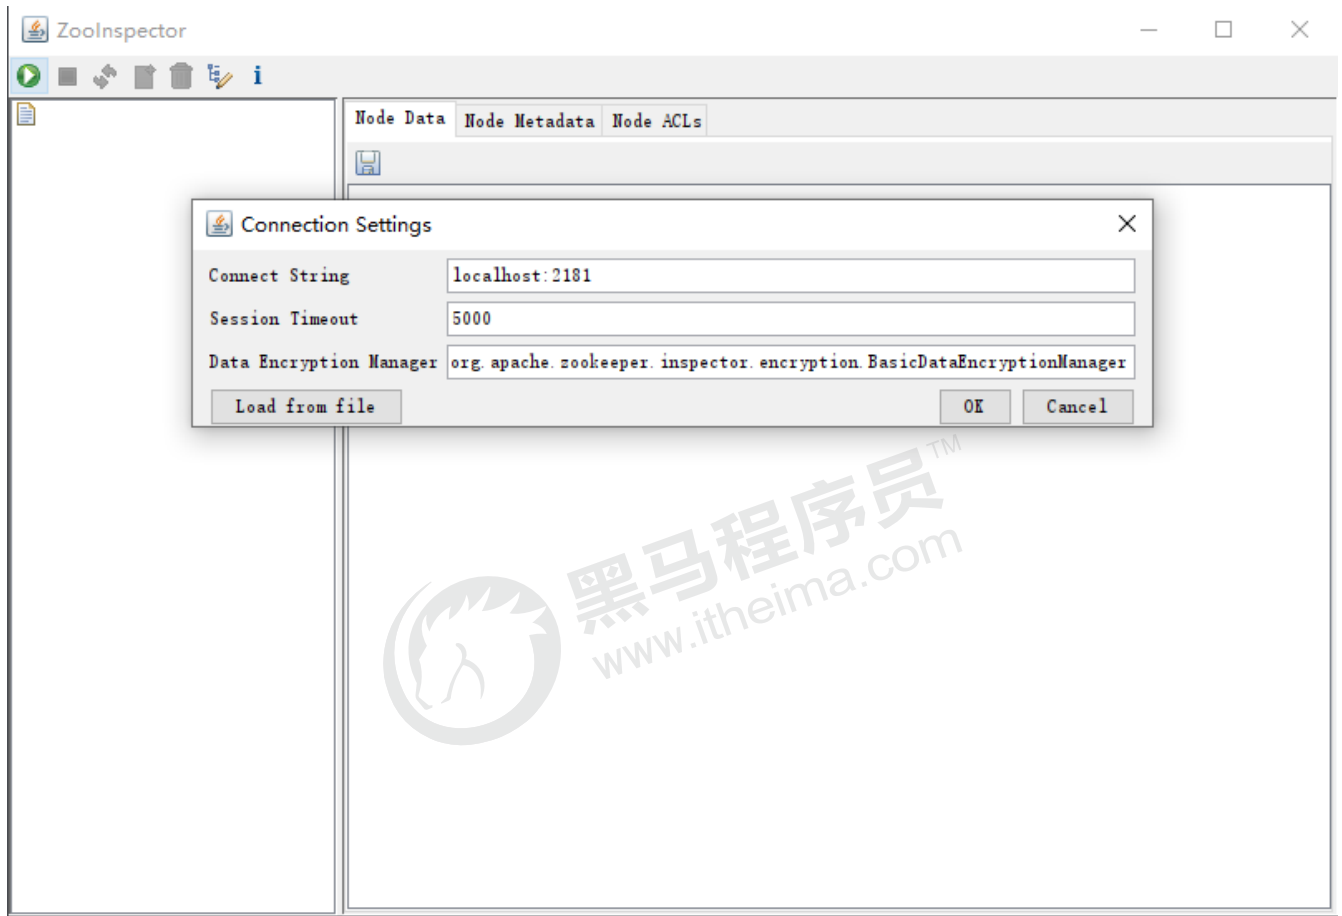 ZooInspector
Node Data Node Metadata Node ACLs
Connection Settings
Connect String localhost:2181
Session Timeout 5000
Data Encryption Manager org.apache.zookeeper.inspector.encryption.BasicDataEncryptionManager
Load from file OK Cancel
黑马程序员™
www.itheima.com